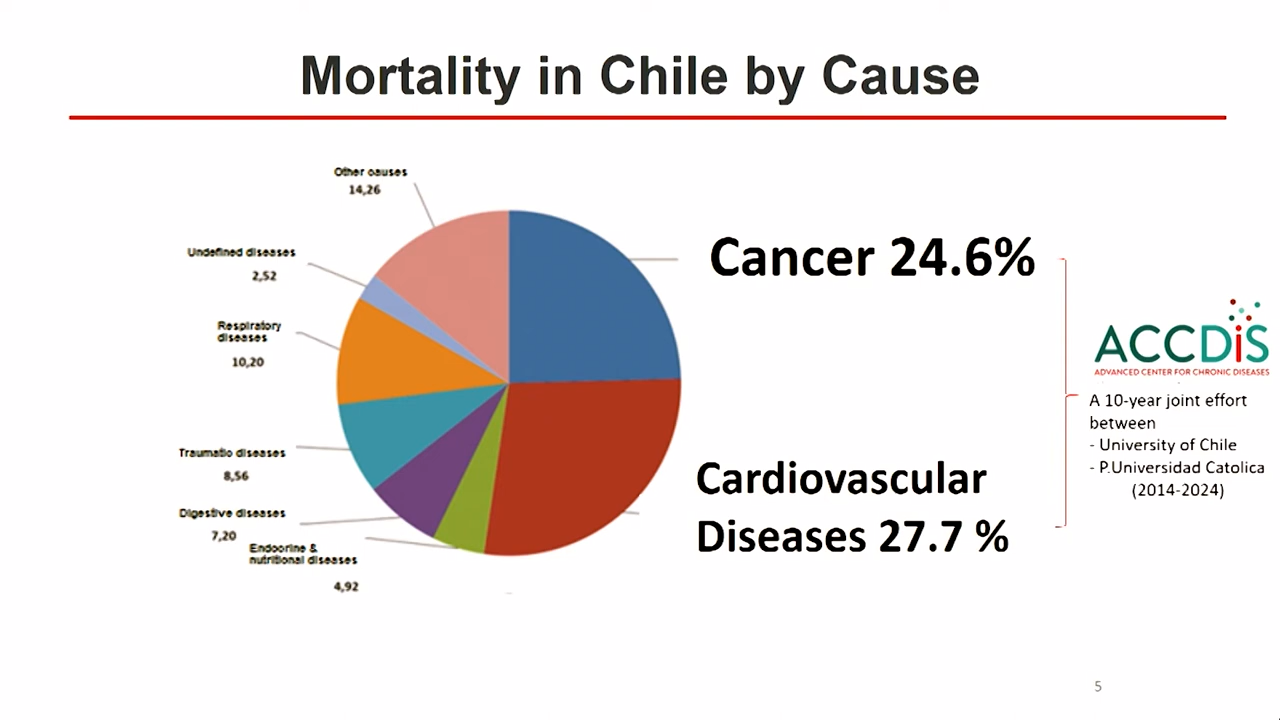 Mortality in Chile by Cause
Other causes
14,26
Undefined diseases
2,52
Respiratory
diseases
10,20
Traumatic diseases
8,56
Digestive diseases
7,20
Endocrine &
nutritional diseases
4,92
Cancer 24.6%
Cardiovascular
Diseases 27.7 %
ACCDiS
ADVANCED CENTER FOR CHRONIC DISEASES
A 10-year joint effort
between
- University of Chile
- P.Universidad Catolica
(2014-2024)
5